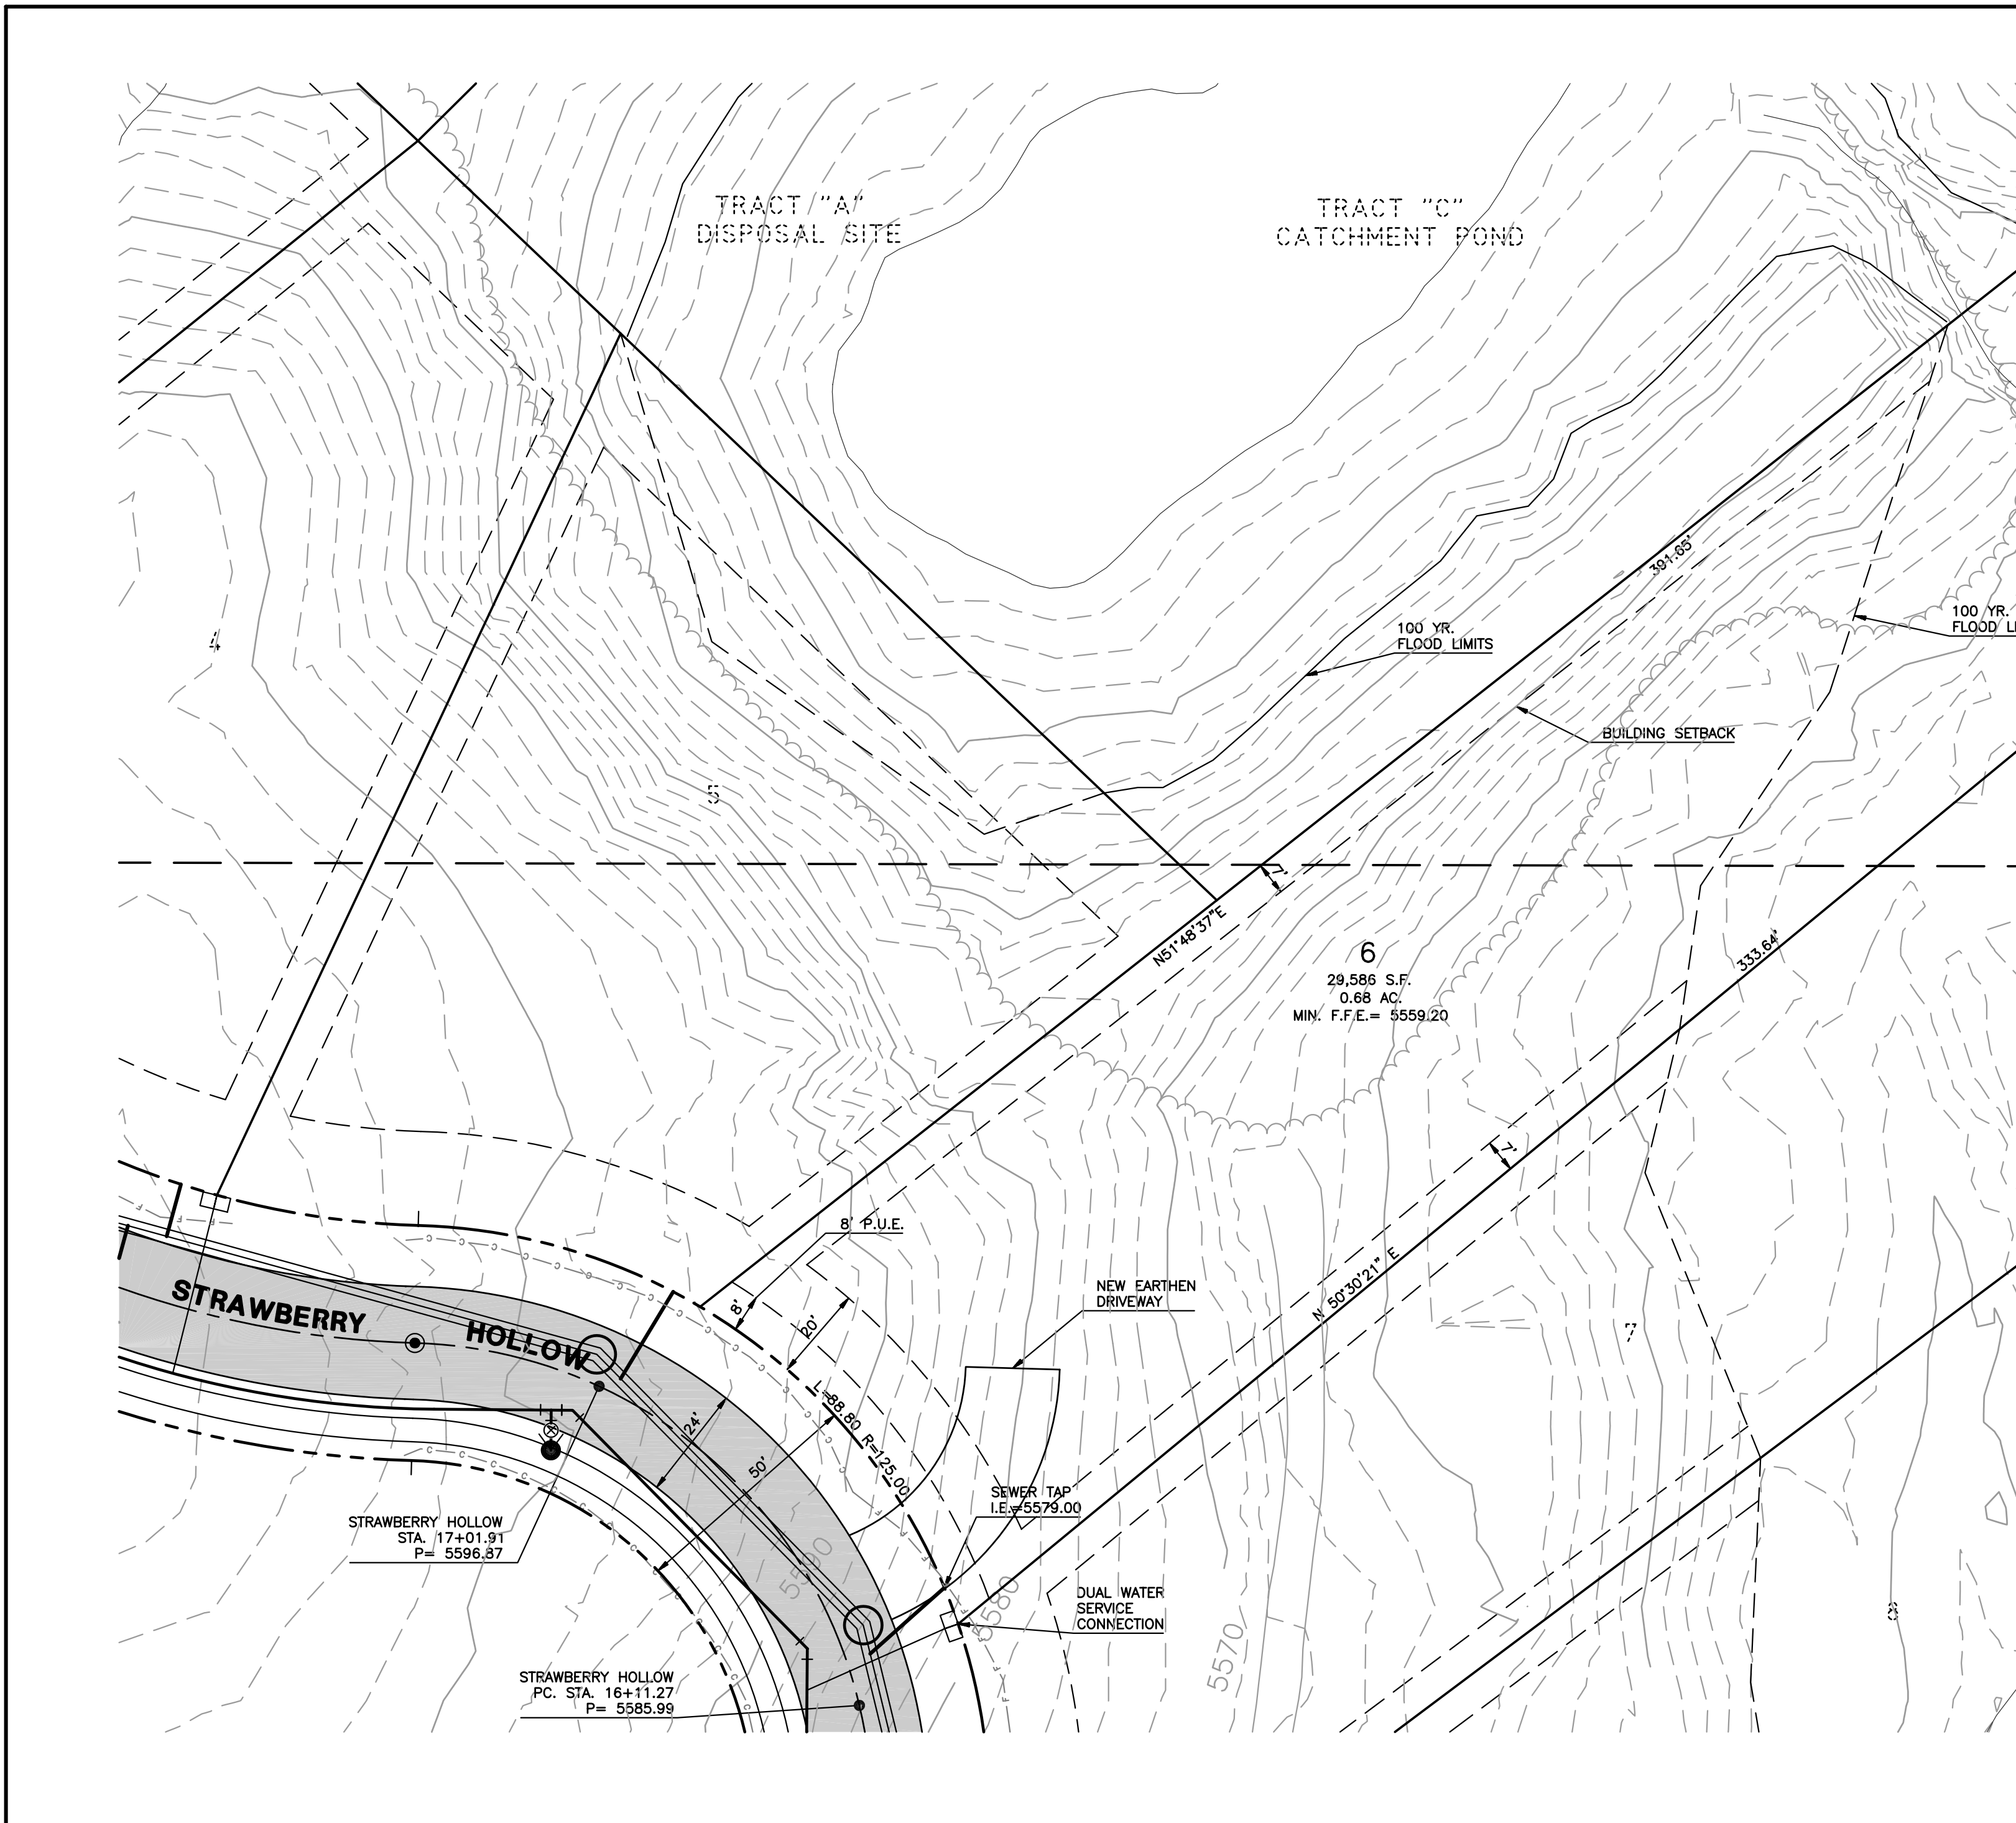 TRACT "A"
DISPOSAL SITE
TRACT "C"
CATCHMENT POND
391.65'
100 YR.
FLOOD LIMITS
100 YR.
BUILDING SETBACK
4
5
7'
N51°48'37"E
6
29,586 S.F.
0.68 AC.
MIN. F.F.E.= 5559.20
333.64'
7'
8' P.U.E.
8'
20'
NEW EARTHEN
DRIVEWAY
N 50°30'21" E
7
STRAWBERRY HOLLOW
24'
50'
L=88.80 R=125.00
SEWER TAP
I.E.=5579.00
STRAWBERRY HOLLOW
STA. 17+01.91
P= 5596.87
5590
5580
DUAL WATER
SERVICE
CONNECTION
5570
8
STRAWBERRY HOLLOW
PC. STA. 16+11.27
P= 5585.99